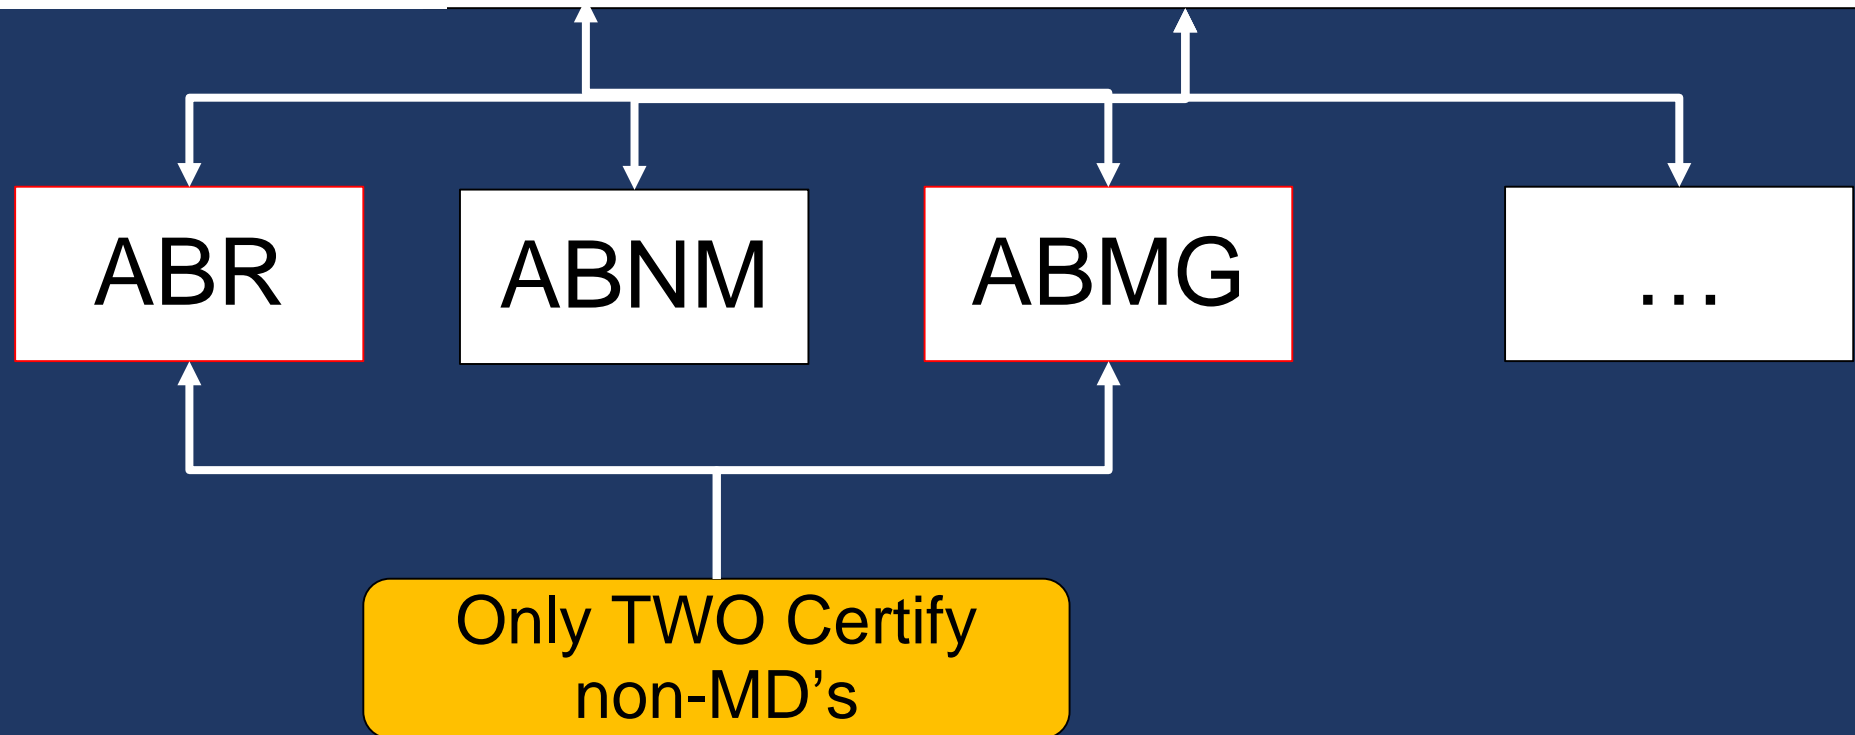 ABR
ABNM
ABMG
...
Only TWO Certify
non-MD’s